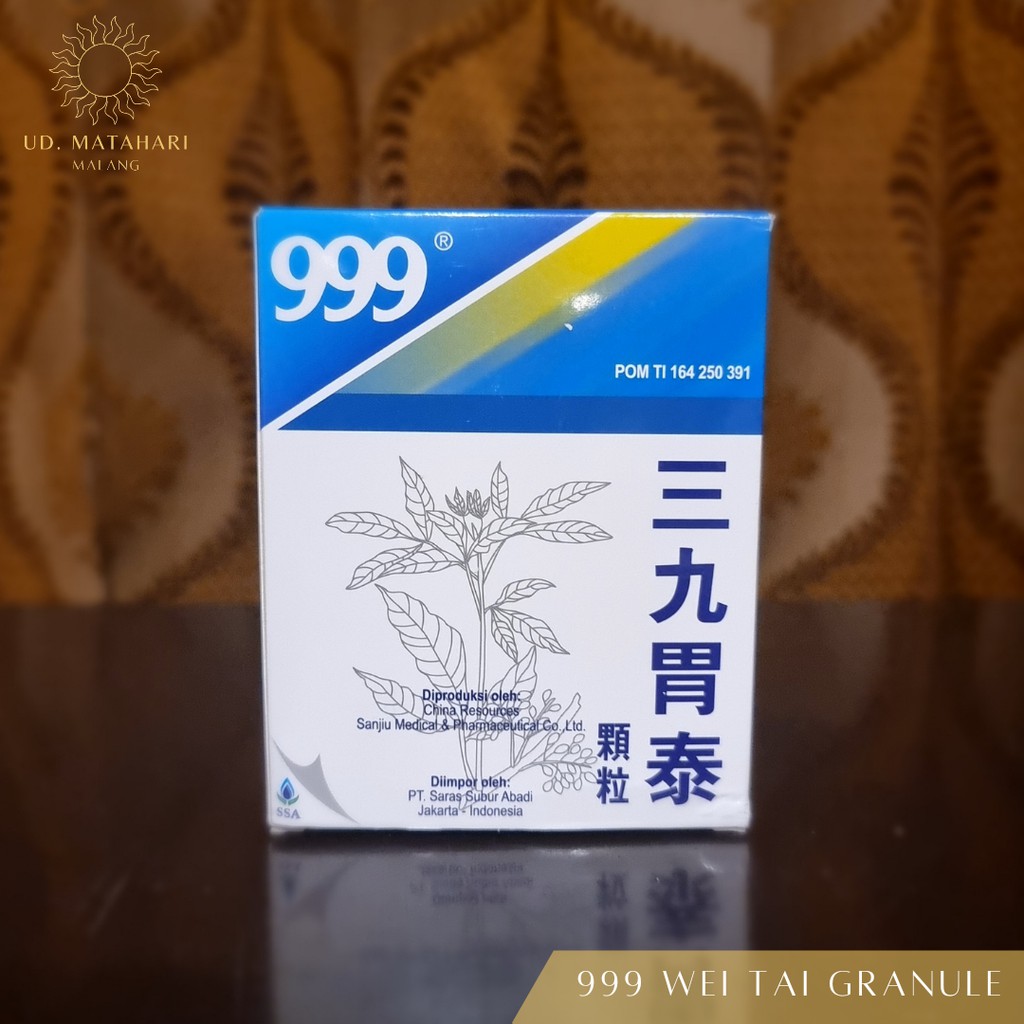 UD. MATAHARI
MALANG
999®
POM TI 164 250 391
三九胃泰
顆粒
Diproduksi oleh:
China Resources
Sanjiu Medical & Pharmaceutical Co.,Ltd.
Diimpor oleh:
PT. Saras Subur Abadi
Jakarta - Indonesia
SSA
999 WEI TAI GRANULE